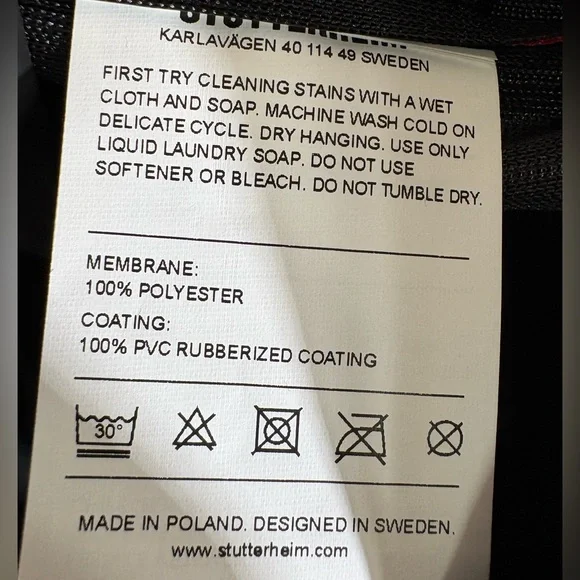 STUTTERHEIM
KARLAVÄGEN 40 114 49 SWEDEN
FIRST TRY CLEANING STAINS WITH A WET
CLOTH AND SOAP. MACHINE WASH COLD ON
DELICATE CYCLE. DRY HANGING. USE ONLY
LIQUID LAUNDRY SOAP. DO NOT USE
SOFTENER OR BLEACH. DO NOT TUMBLE DRY.
MEMBRANE:
100% POLYESTER
COATING:
100% PVC RUBBERIZED COATING
30°
MADE IN POLAND. DESIGNED IN SWEDEN.
www.stutterheim.com